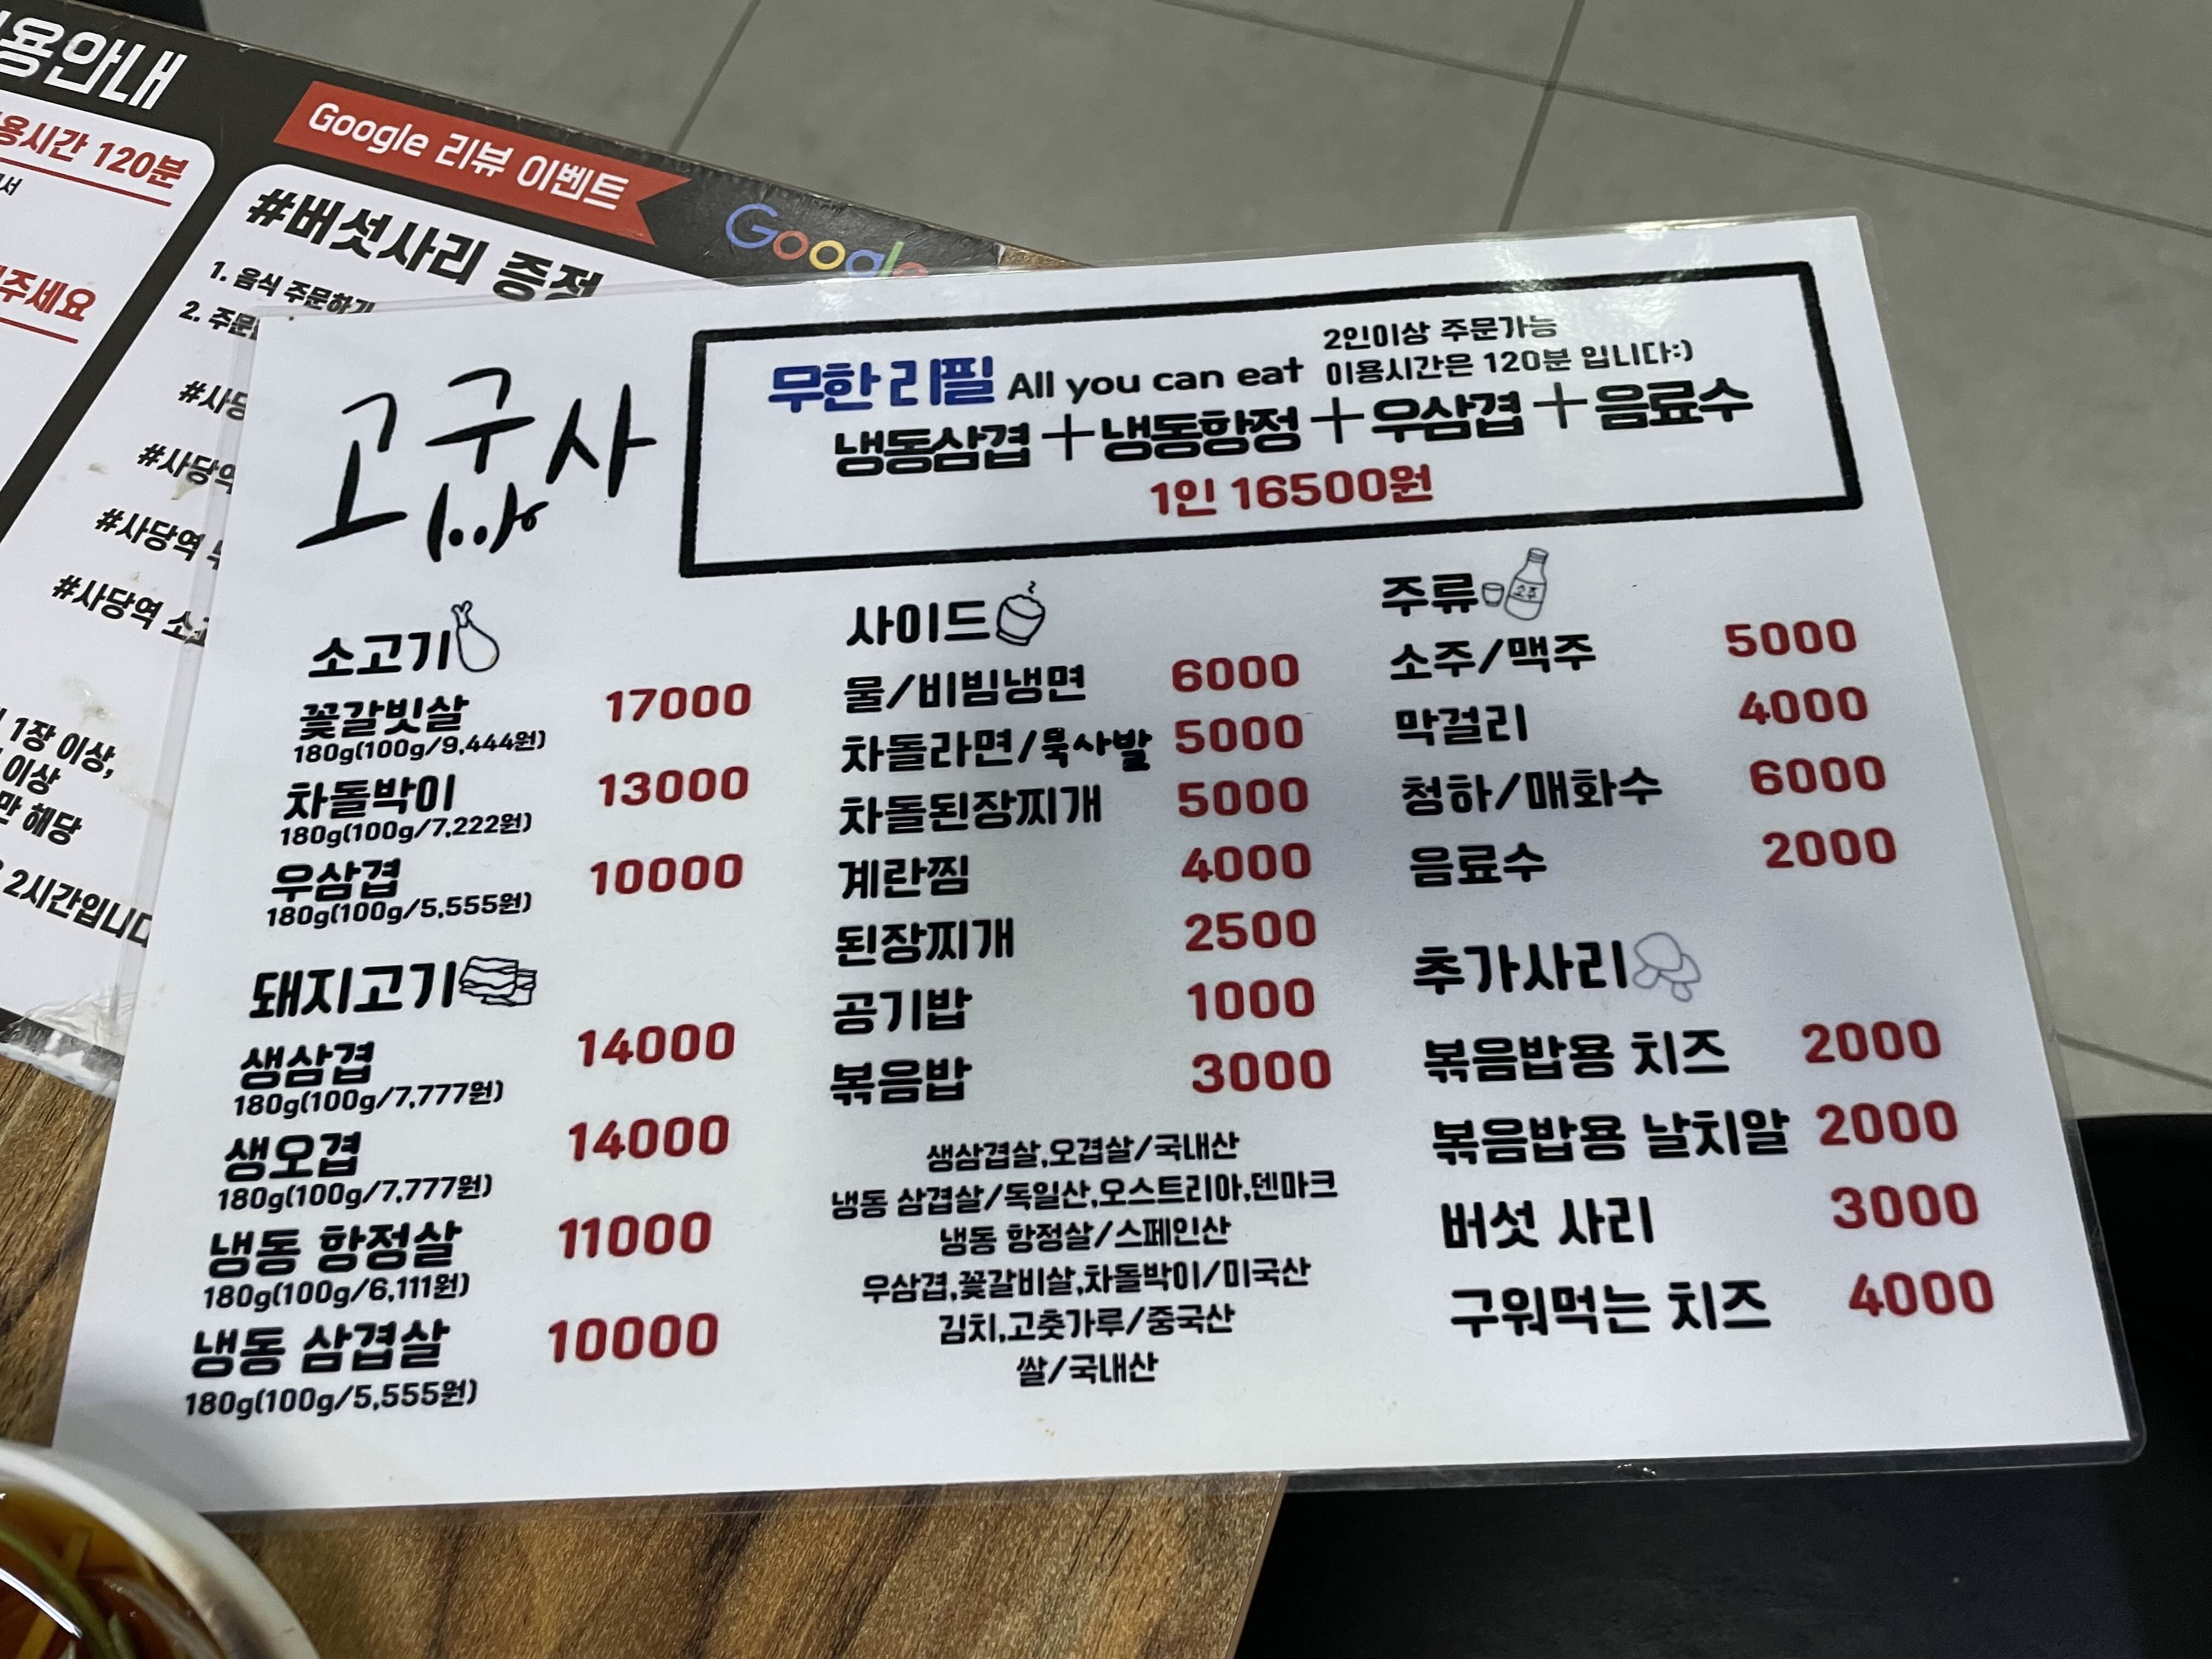 용안내
용시간 120분
주세요
1장 이상,
이상
만 해당
2시간입니다
Google 리뷰 이벤트
Google
#버섯사리 증정
1. 음식 주문하기
2. 주문
#사당
#사당역
#사당역
#사당역
고굽사
무한 리필 All you can eat
2인이상 주문가능
이용시간은 120분 입니다:)
냉동삼겹+냉동항정+우삼겹+음료수
1인 16500원
소고기
꽃갈빗살 17000
180g(100g/9,444원)
차돌박이 13000
180g(100g/7,222원)
우삼겹 10000
180g(100g/5,555원)
돼지고기
생삼겹 14000
180g(100g/7,777원)
생오겹 14000
180g(100g/7,777원)
냉동 항정살 11000
180g(100g/6,111원)
냉동 삼겹살 10000
180g(100g/5,555원)
사이드
물/비빔냉면 6000
차돌라면/묵사발 5000
차돌된장찌개 5000
계란찜 4000
된장찌개 2500
공기밥 1000
볶음밥 3000
생삼겹살,오겹살/국내산
냉동 삼겹살/독일산,오스트리아,덴마크
냉동 항정살/스페인산
우삼겹,꽃갈비살,차돌박이/미국산
김치,고춧가루/중국산
쌀/국내산
주류
소주
소주/맥주 5000
막걸리 4000
청하/매화수 6000
음료수 2000
추가사리
볶음밥용 치즈 2000
볶음밥용 날치알 2000
버섯 사리 3000
구워먹는 치즈 4000